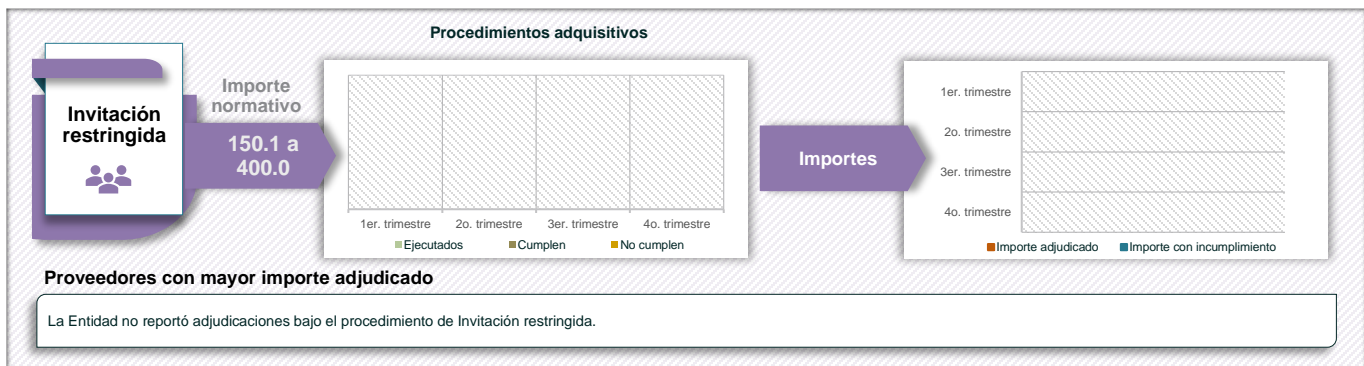 Procedimientos adquisitivos
Invitación
restringida
Importe
normativo
150.1 a
400.0
1er. trimestre 2o. trimestre 3er. trimestre 4o. trimestre
Ejecutados Cumplen No cumplen
Importes
1er. trimestre
2o. trimestre
3er. trimestre
4o. trimestre
Importe adjudicado Importe con incumplimiento
Proveedores con mayor importe adjudicado
La Entidad no reportó adjudicaciones bajo el procedimiento de Invitación restringida.